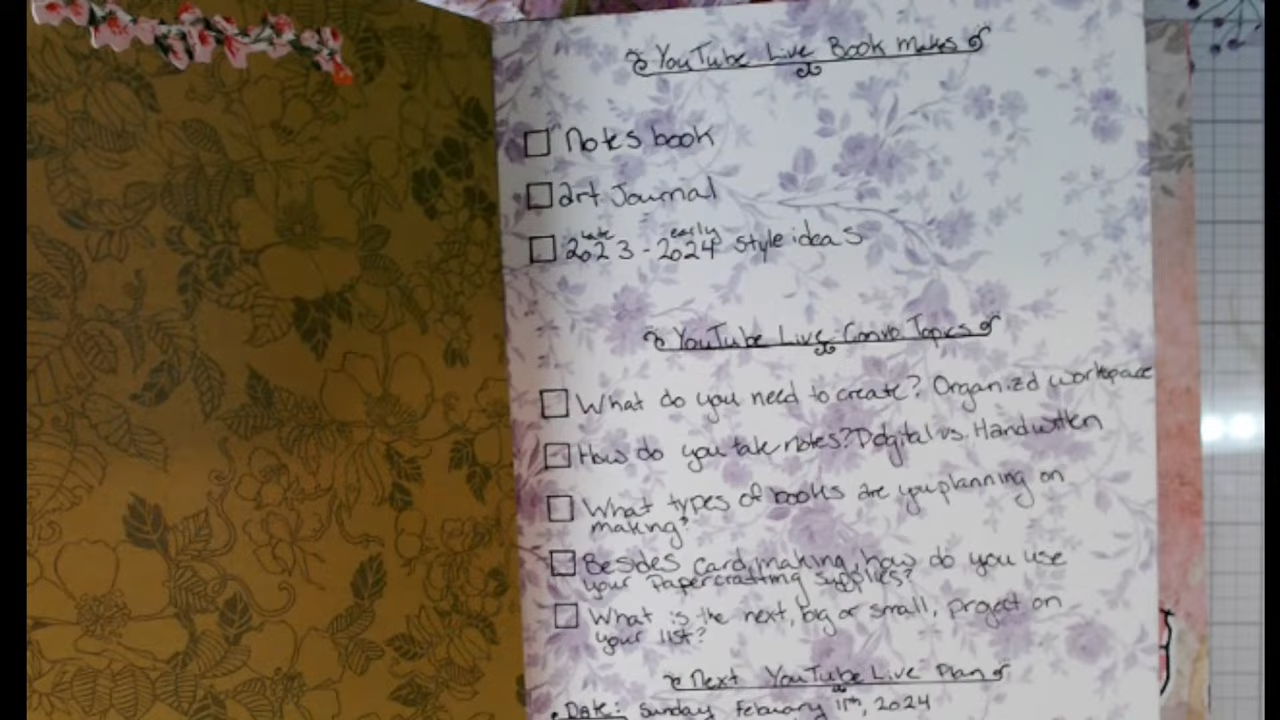 YouTube Live Book Makes
Notes book
art Journal
late early
2023 - 2024 style ideas
YouTube Live Convo Topics
What do you need to create? Organizd workspace
How do you take notes? Ddgital vs. Handwritten
What types of books are you planning on
making?
Besides card making, how do you use
your papercrafting supplies?
What is the next, big or small, project on
your list?
Next YouTube Live Plan
Date: Sunday February 11th, 2024